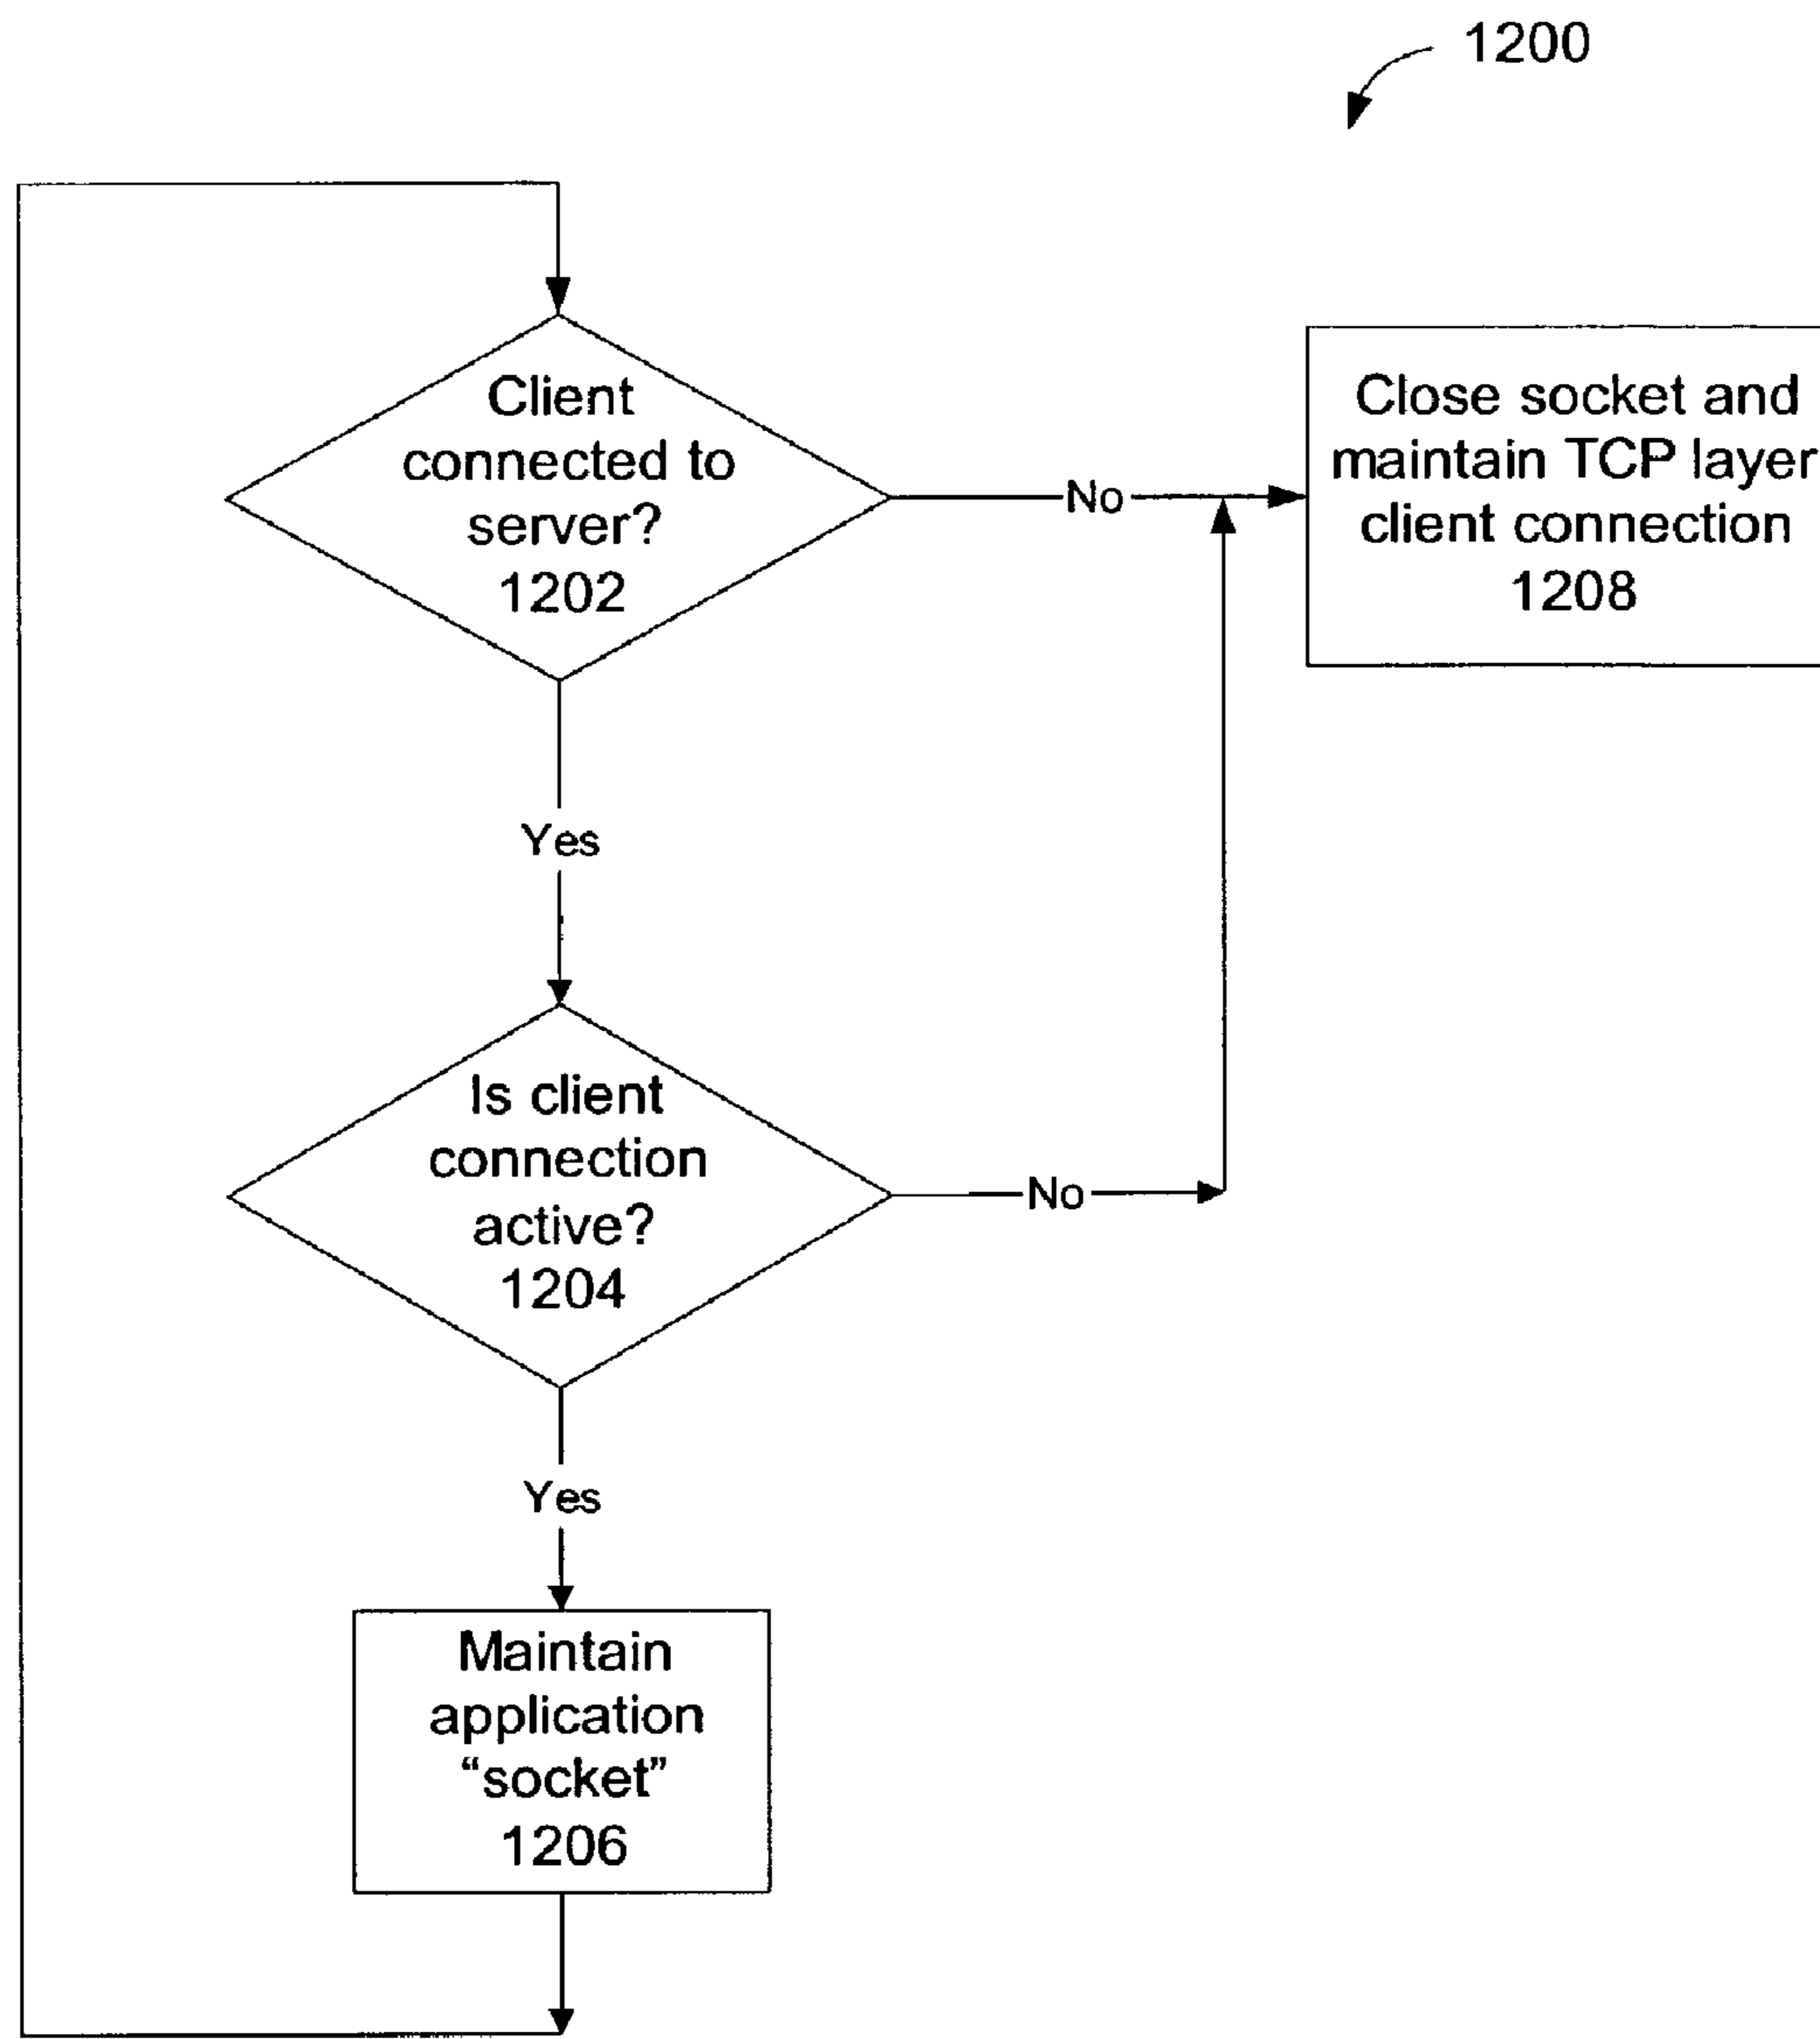 1200
Client
connected to
server?
1202
No
Close socket and
maintain TCP layer
client connection
1208
Yes
Is client
connection
active?
1204
No
Yes
Maintain
application
“socket”
1206